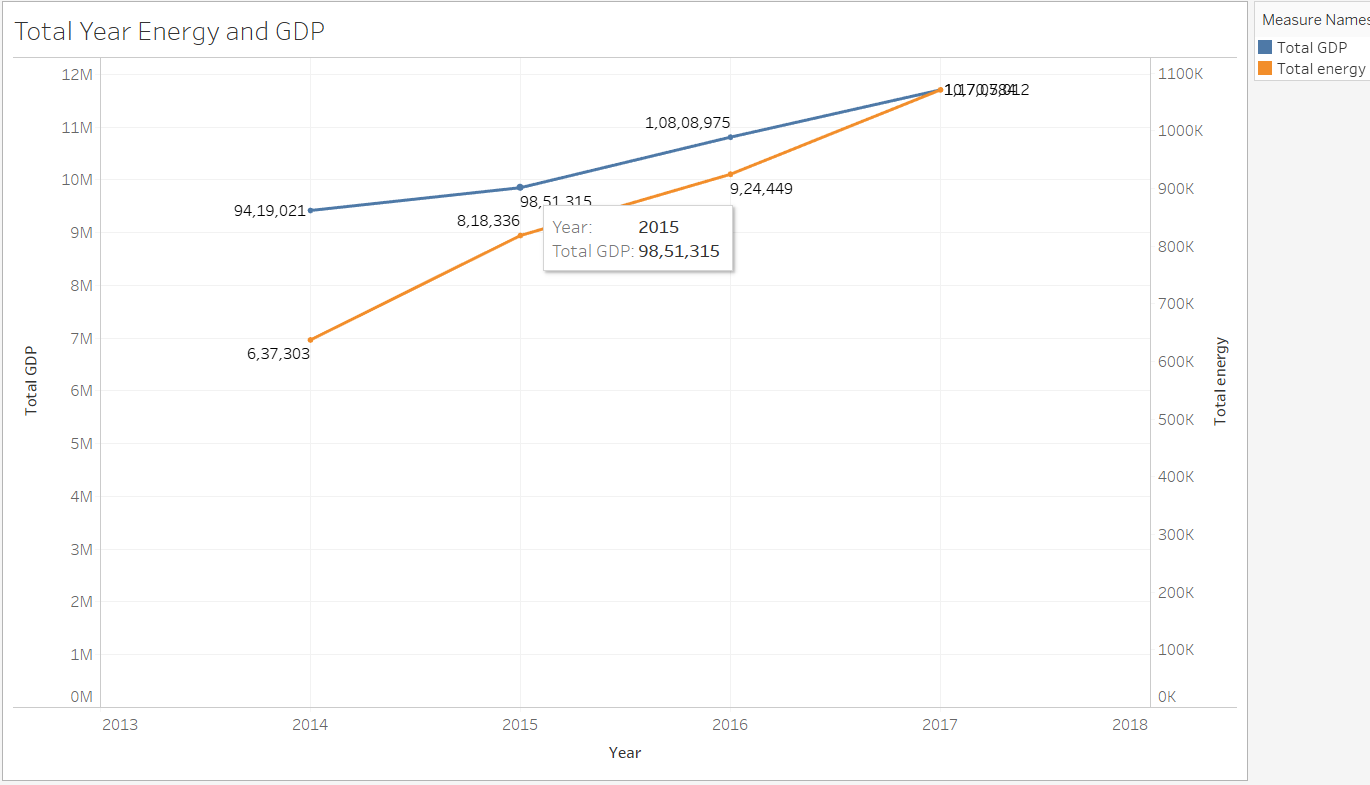 Total Year Energy and GDP
Measure Names
Total GDP
Total energy
12M
11M
10M
9M
8M
7M
6M
5M
4M
3M
2M
1M
0M
Total GDP
1100K
1000K
900K
800K
700K
600K
500K
400K
300K
200K
100K
0K
Total energy
1,08,08,975
9,24,449
94,19,021
98,51,315
8,18,336
6,37,303
Year: 2015
Total GDP: 98,51,315
2013 2014 2015 2016 2017 2018
Year